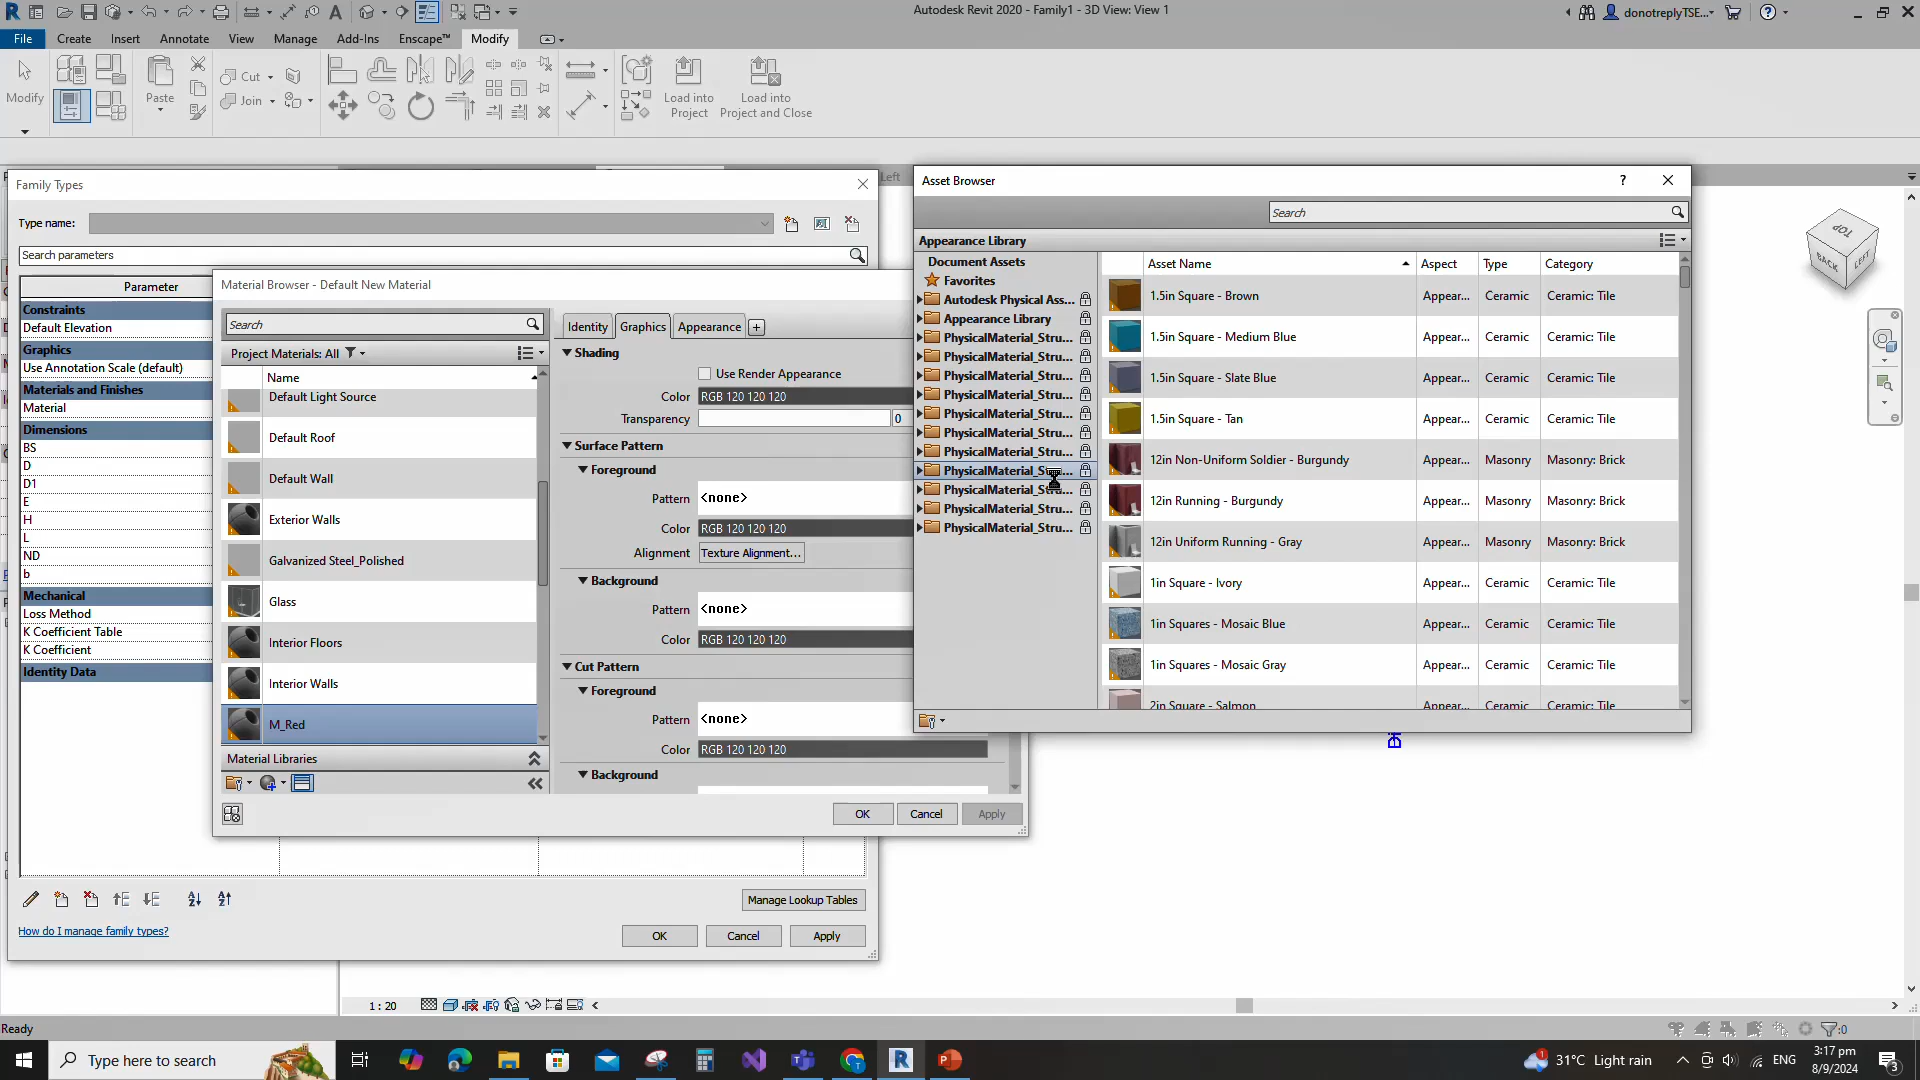 Autodesk Revit 2020 - Family1 - 3D View: View 1
donotreplyTSE...
File
Create
Insert
Annotate
View
Manage
Add-Ins
Enscape™
Modify
Modify
Paste
Cut
Join
Load into
Project
Load into
Project and Close
Left
Family Types
Type name:
Search parameters
Parameter
Constraints
Default Elevation
Graphics
Use Annotation Scale (default)
Materials and Finishes
Material
Dimensions
BS
D
D1
E
H
L
ND
b
Mechanical
Loss Method
K Coefficient Table
K Coefficient
Identity Data
Manage Lookup Tables
How do I manage family types?
OK
Cancel
Apply
Material Browser - Default New Material
Search
Project Materials: All
Name
Default Light Source
Default Roof
Default Wall
Exterior Walls
Galvanized Steel_Polished
Glass
Interior Floors
Interior Walls
M_Red
Material Libraries
Identity
Graphics
Appearance
Shading
Use Render Appearance
Color
RGB 120 120 120
Transparency
0
Surface Pattern
Foreground
Pattern
<none>
Color
RGB 120 120 120
Alignment
Texture Alignment...
Background
Pattern
<none>
Color
RGB 120 120 120
Cut Pattern
Foreground
Pattern
<none>
Color
RGB 120 120 120
Background
OK
Cancel
Apply
Asset Browser
?
Search
Appearance Library
Document Assets
Favorites
Autodesk Physical Ass...
Appearance Library
PhysicalMaterial_Stru...
PhysicalMaterial_Stru...
PhysicalMaterial_Stru...
PhysicalMaterial_Stru...
PhysicalMaterial_Stru...
PhysicalMaterial_Stru...
PhysicalMaterial_Stru...
PhysicalMaterial_Stru...
PhysicalMaterial_Stru...
PhysicalMaterial_Stru...
PhysicalMaterial_Stru...
Asset Name
Aspect
Type
Category
1.5in Square - Brown
Appear...
Ceramic
Ceramic: Tile
1.5in Square - Medium Blue
Appear...
Ceramic
Ceramic: Tile
1.5in Square - Slate Blue
Appear...
Ceramic
Ceramic: Tile
1.5in Square - Tan
Appear...
Ceramic
Ceramic: Tile
12in Non-Uniform Soldier - Burgundy
Appear...
Masonry
Masonry: Brick
12in Running - Burgundy
Appear...
Masonry
Masonry: Brick
12in Uniform Running - Gray
Appear...
Masonry
Masonry: Brick
1in Square - Ivory
Appear...
Ceramic
Ceramic: Tile
1in Squares - Mosaic Blue
Appear...
Ceramic
Ceramic: Tile
1in Squares - Mosaic Gray
Appear...
Ceramic
Ceramic: Tile
2in Square - Salmon
Appear...
Ceramic
Ceramic: Tile
TOP
BACK
LEFT
1 : 20
Ready
:0
Type here to search
31°C Light rain
ENG
3:17 pm
8/9/2024
3